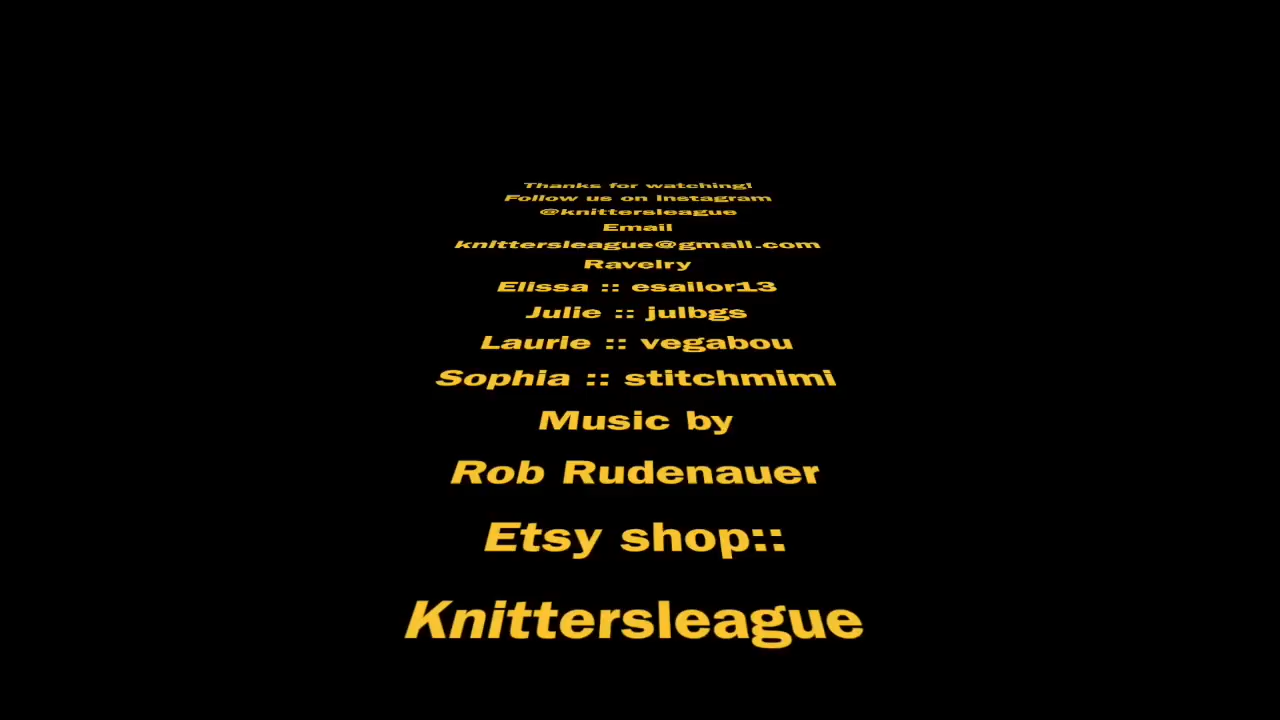 Thanks for watching!
Follow us on Instagram
@knittersleague
Email
knittersleague@gmail.com
Ravelry
Elissa :: esailor13
Julie :: julbgs
Laurie :: vegabou
Sophia :: stitchmimi
Music by
Rob Rudenauer
Etsy shop::
Knittersleague